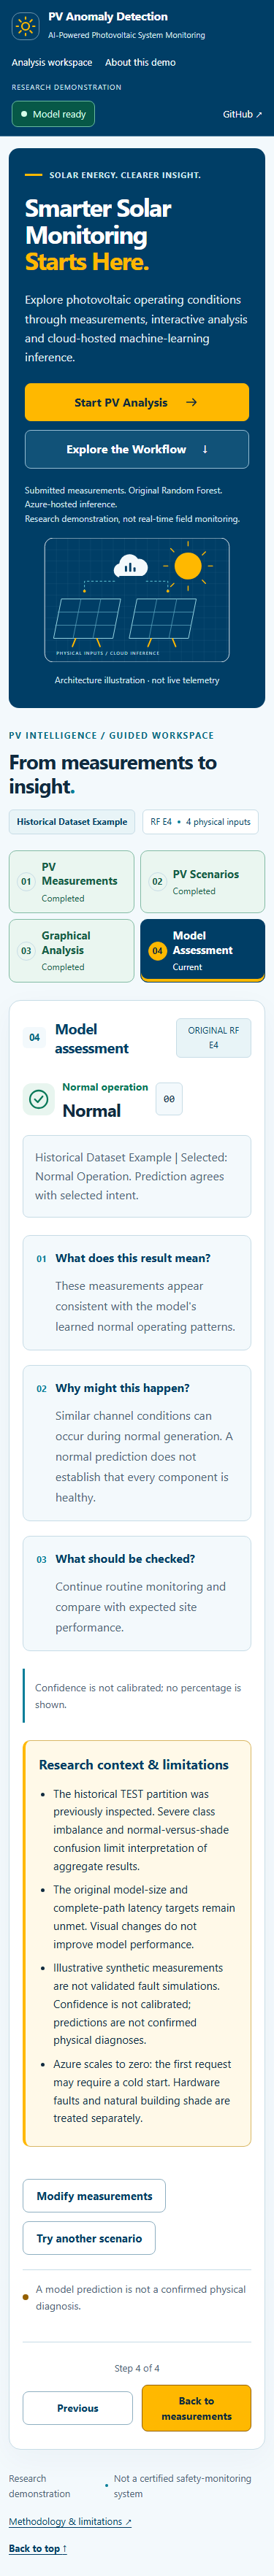 PV Anomaly Detection
AI-Powered Photovoltaic System Monitoring
Analysis workspace About this demo
RESEARCH DEMONSTRATION
Model ready
GitHub ↗
SOLAR ENERGY. CLEARER INSIGHT.
Smarter Solar
Monitoring
Starts Here.
Explore photovoltaic operating conditions
through measurements, interactive analysis
and cloud-hosted machine-learning
inference.
Start PV Analysis →
Explore the Workflow ↓
Submitted measurements. Original Random Forest.
Azure-hosted inference.
Research demonstration, not real-time field monitoring.
PHYSICAL INPUTS / CLOUD INFERENCE
Architecture illustration · not live telemetry
PV INTELLIGENCE / GUIDED WORKSPACE
From measurements to
insight.
Historical Dataset Example
RF E4 • 4 physical inputs
01
PV
Measurements
Completed
02
PV Scenarios
Completed
03
Graphical
Analysis
Completed
04
Model
Assessment
Current
04
Model
assessment
ORIGINAL RF
E4
Normal operation
Normal
00
Historical Dataset Example | Selected:
Normal Operation. Prediction agrees
with selected intent.
01 What does this result mean?
These measurements appear
consistent with the model's
learned normal operating patterns.
02 Why might this happen?
Similar channel conditions can
occur during normal generation. A
normal prediction does not
establish that every component is
healthy.
03 What should be checked?
Continue routine monitoring and
compare with expected site
performance.
Confidence is not calibrated; no percentage is
shown.
Research context & limitations
• The historical TEST partition was
previously inspected. Severe class
imbalance and normal-versus-shade
confusion limit interpretation of
aggregate results.
• The original model-size and
complete-path latency targets remain
unmet. Visual changes do not
improve model performance.
• Illustrative synthetic measurements
are not validated fault simulations.
Confidence is not calibrated;
predictions are not confirmed
physical diagnoses.
• Azure scales to zero: the first request
may require a cold start. Hardware
faults and natural building shade are
treated separately.
Modify measurements
Try another scenario
A model prediction is not a confirmed physical
diagnosis.
Step 4 of 4
Previous
Back to
measurements
Research
demonstration
• Not a certified safety-monitoring
system
Methodology & limitations ↗
Back to top ↑